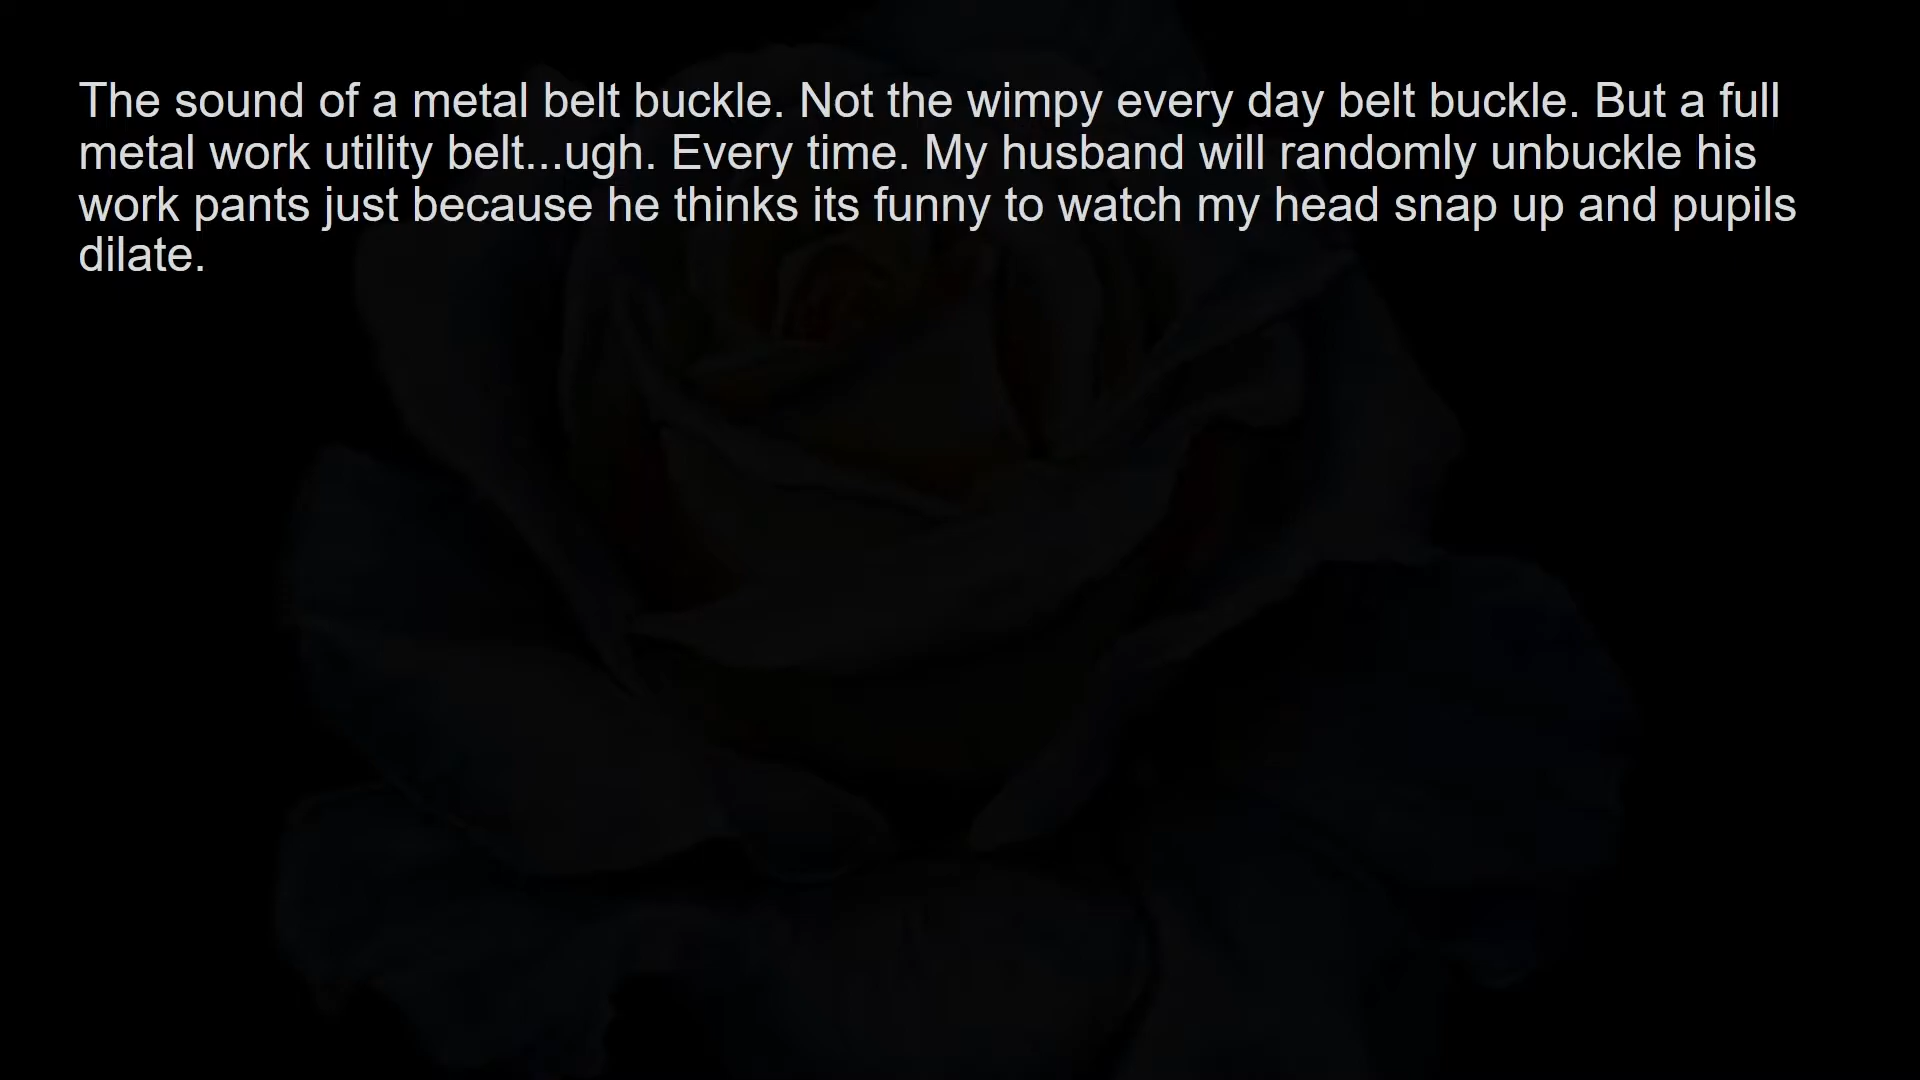 The sound of a metal belt buckle. Not the wimpy every day belt buckle. But a full
metal work utility belt...ugh. Every time. My husband will randomly unbuckle his
work pants just because he thinks its funny to watch my head snap up and pupils
dilate.